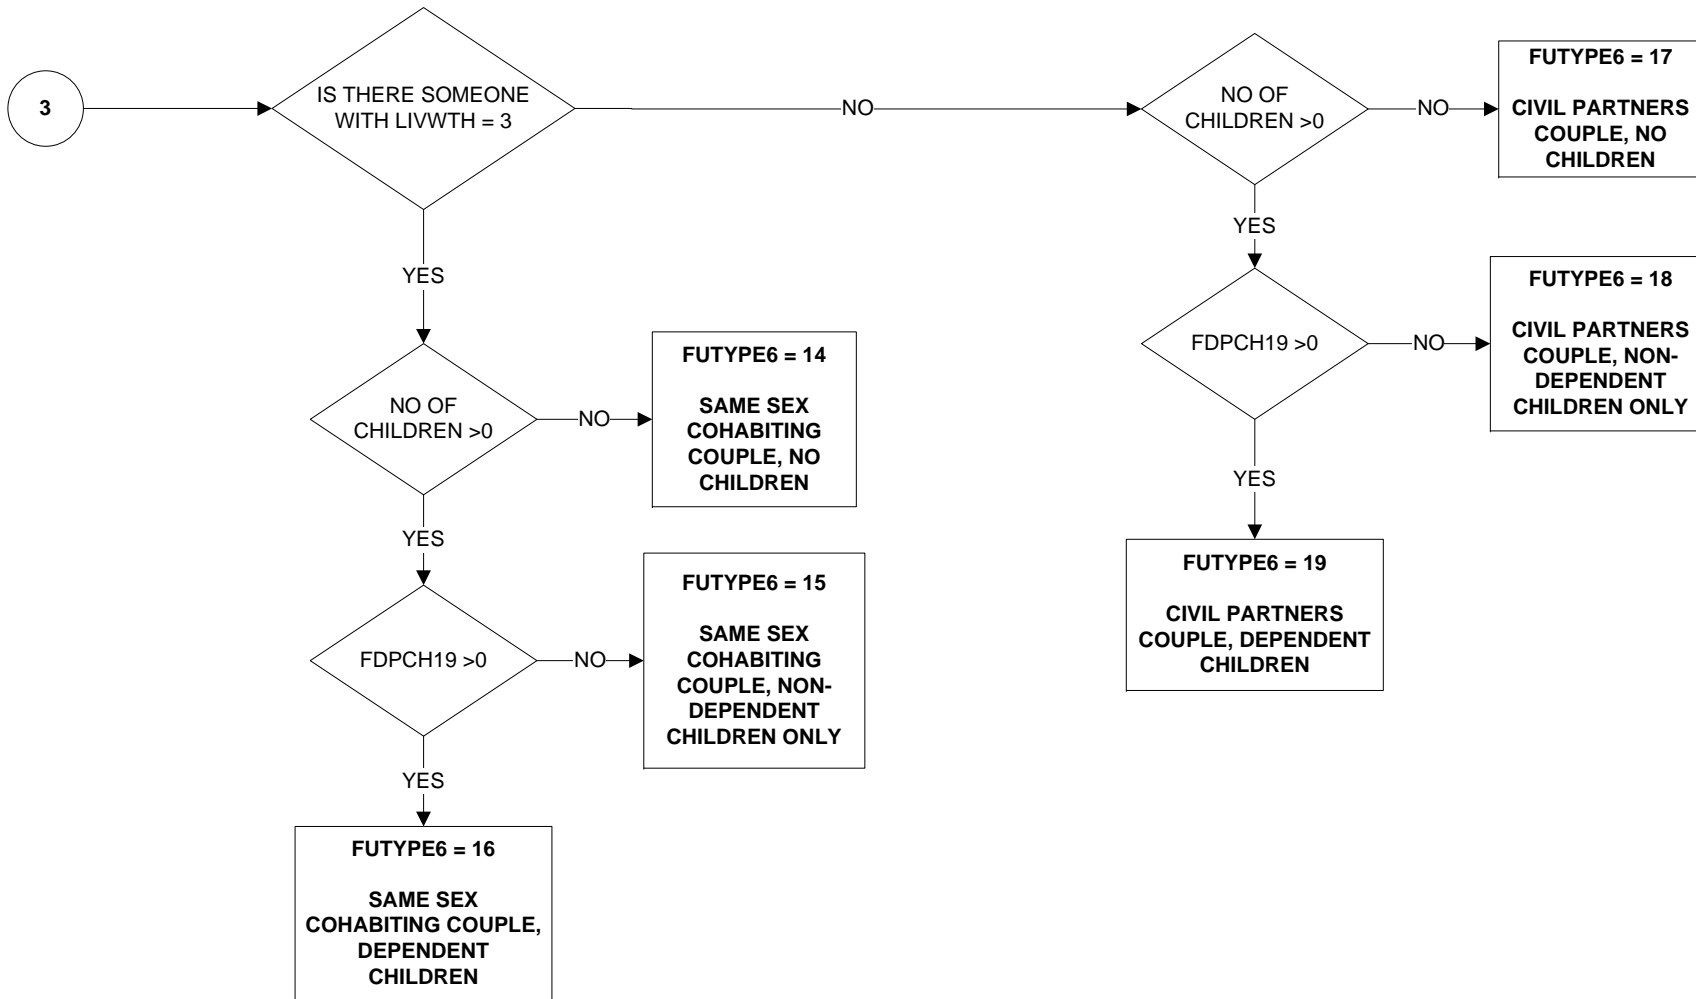 3
IS THERE SOMEONE
WITH LIVWTH = 3
NO
NO OF
CHILDREN >0
NO
FUTYPE6 = 17
CIVIL PARTNERS
COUPLE, NO
CHILDREN
YES
YES
FDPCH19 >0
NO
FUTYPE6 = 18
CIVIL PARTNERS
COUPLE, NON-
DEPENDENT
CHILDREN ONLY
NO OF
CHILDREN >0
NO
FUTYPE6 = 14
SAME SEX
COHABITING
COUPLE, NO
CHILDREN
YES
YES
FUTYPE6 = 19
CIVIL PARTNERS
COUPLE, DEPENDENT
CHILDREN
FDPCH19 >0
NO
FUTYPE6 = 15
SAME SEX
COHABITING
COUPLE, NON-
DEPENDENT
CHILDREN ONLY
YES
FUTYPE6 = 16
SAME SEX
COHABITING COUPLE,
DEPENDENT
CHILDREN